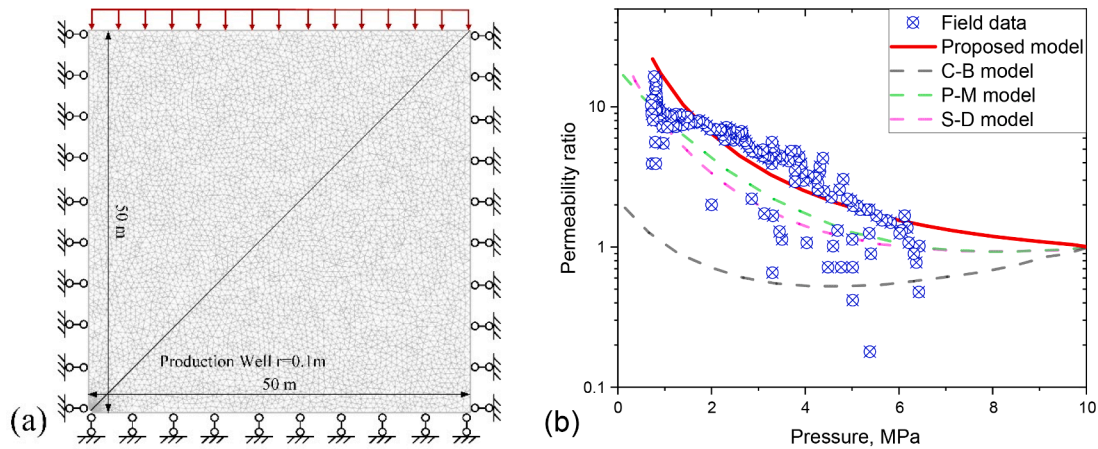 50 m
Production Well r=0.1m
50 m
(a)
Field data
Proposed model
C-B model
P-M model
S-D model
10
1
0.1
Permeability ratio
0
2
4
6
8
10
Pressure, MPa
(b)